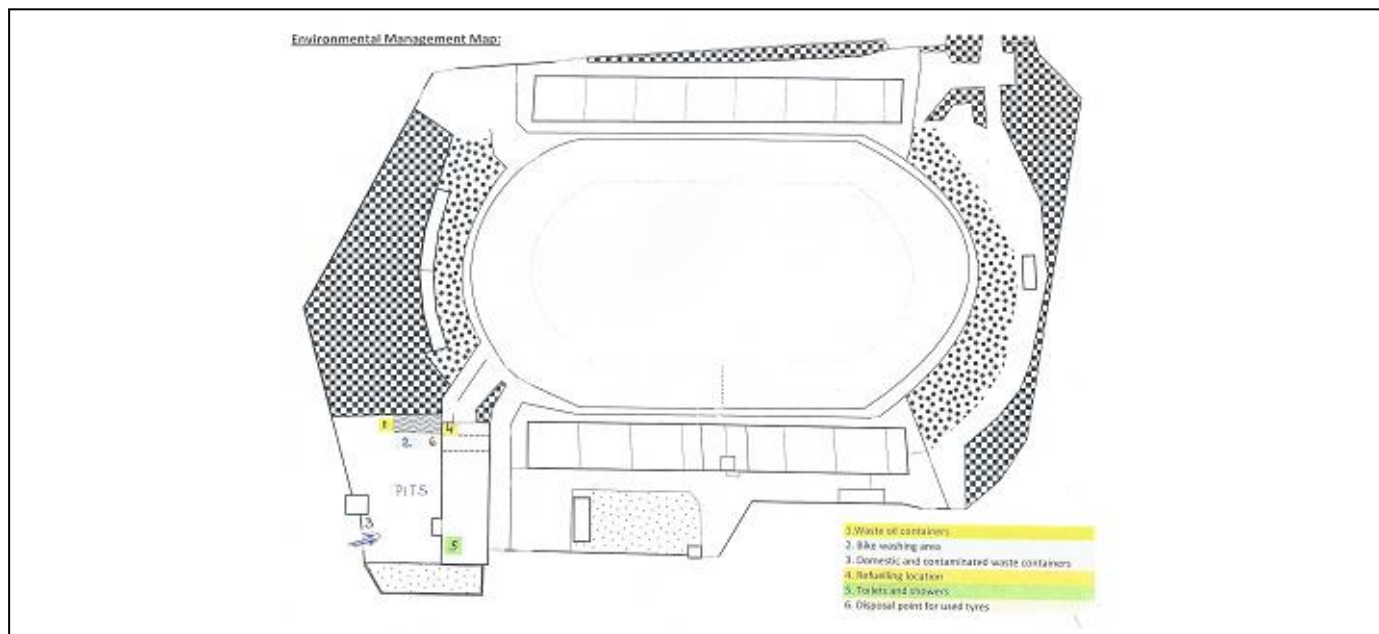 Environmental Management Map:
1
4
2 6
PITS
3
5
1.Waste oil containers
2. Bike washing area
3. Domestic and contaminated waste containers
4. Refuelling location
5. Toilets and showers
6. Disposal point for used tyres